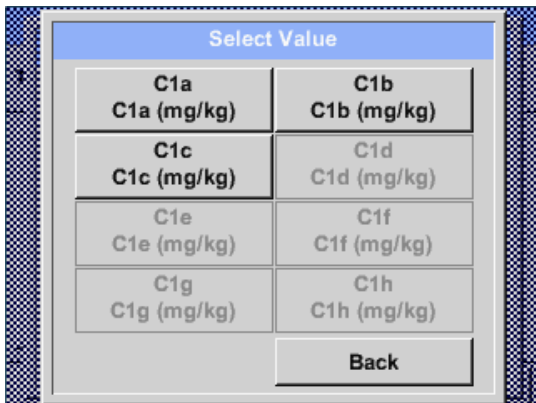 Select Value
C1a
C1a (mg/kg)
C1b
C1b (mg/kg)
C1c
C1c (mg/kg)
C1d
C1d (mg/kg)
C1e
C1e (mg/kg)
C1f
C1f (mg/kg)
C1g
C1g (mg/kg)
C1h
C1h (mg/kg)
Back